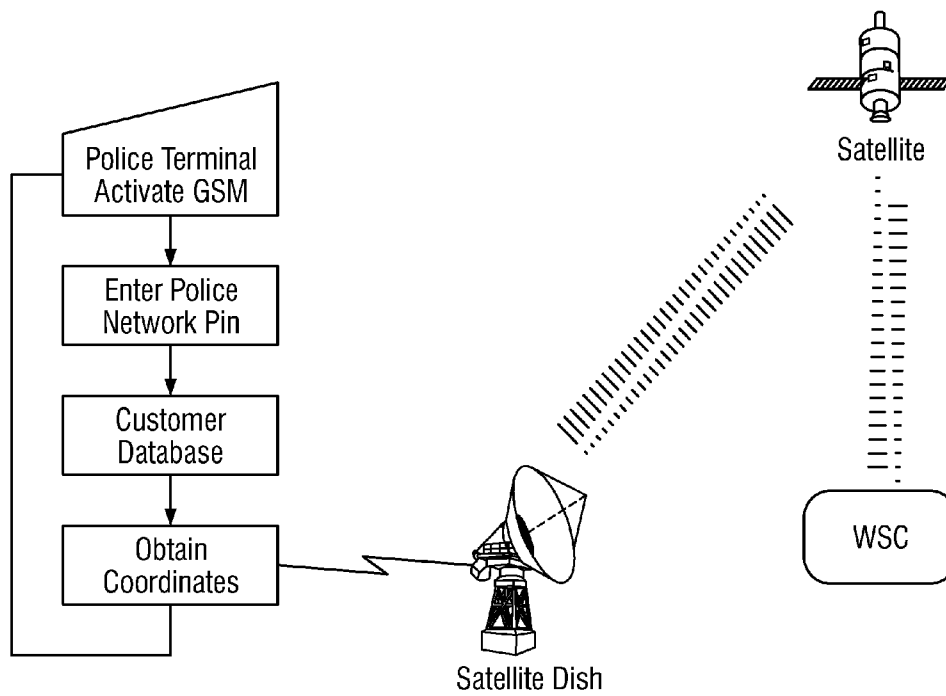 Police Terminal
Activate GSM
Enter Police
Network Pin
Customer
Database
Obtain
Coordinates
Satellite Dish
Satellite
WSC